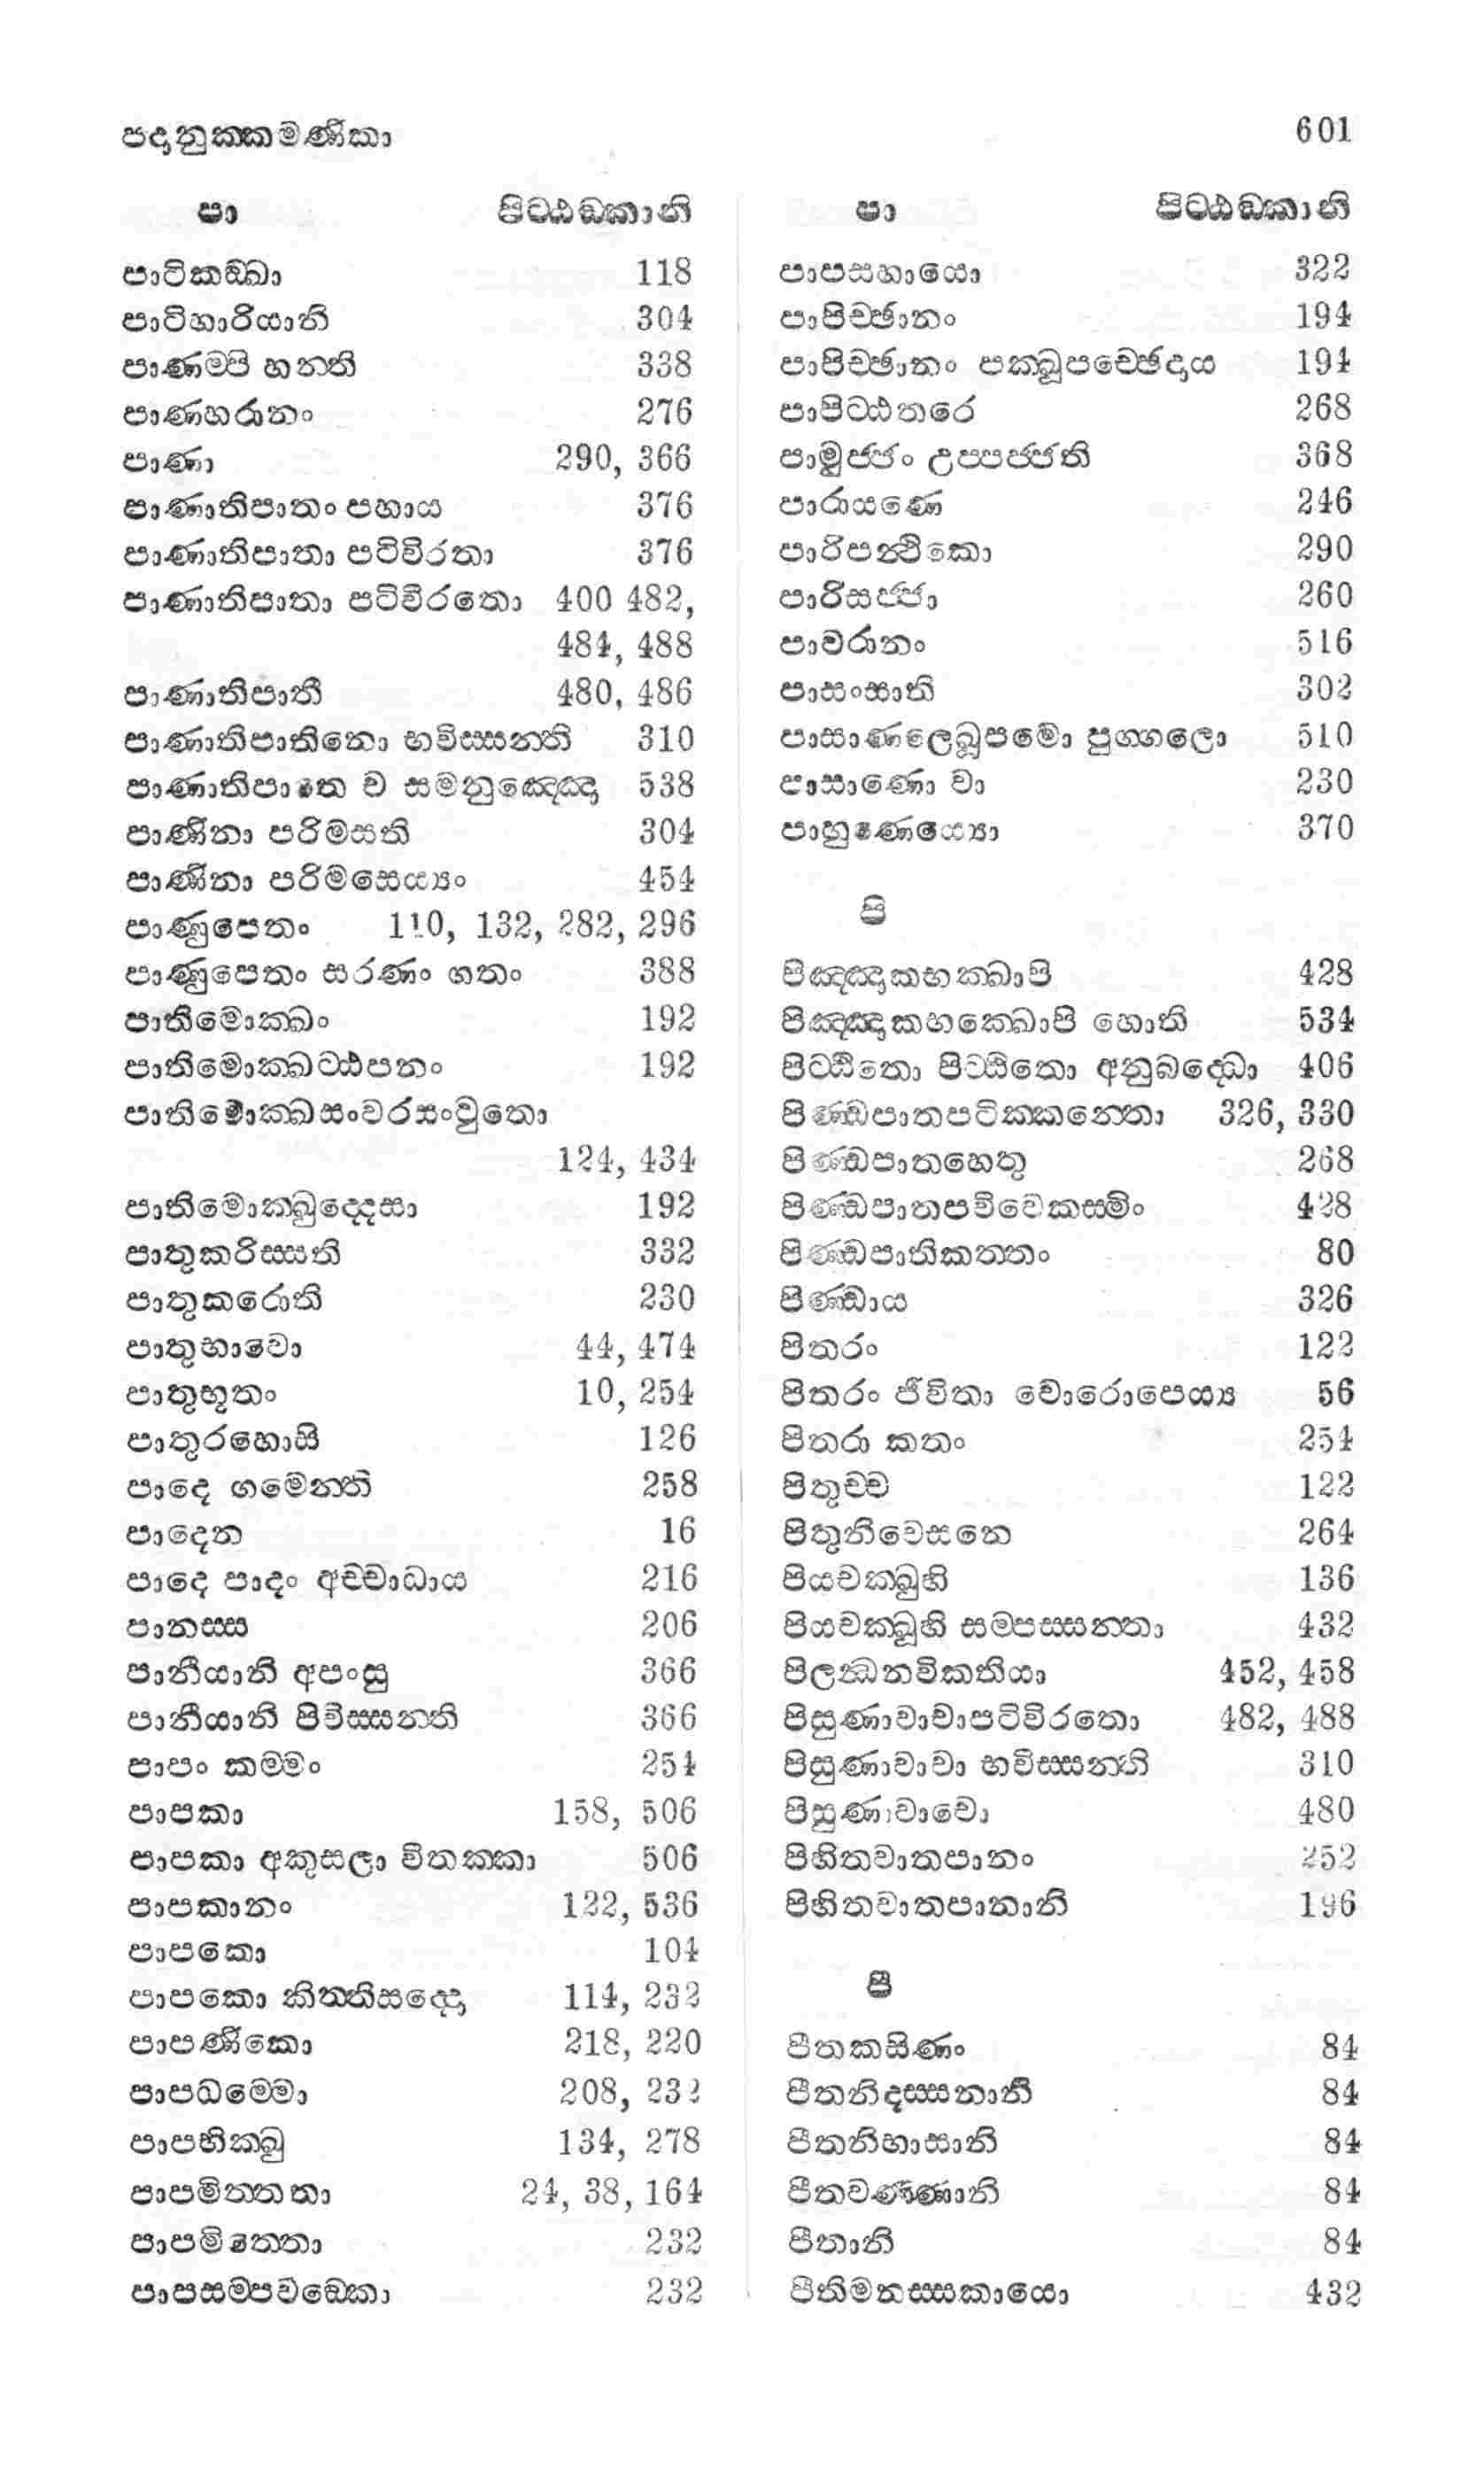 පදානුක්කමණිකා 601
පා පිට්ඨඞ්කානි
පාටිකඞ්ඛා 118
පාටිහාරියානි 304
පාණම්පි හනති 338
පාණහරානං 276
පාණා 290, 366
පාණාතිපාතං පහාය 376
පාණාතිපාතා පටිවිරතා 376
පාණාතිපාතා පටිවිරතො 400 482,
484, 488
පාණාතිපාතී 480, 486
පාණාතිපාතිනො භවිස්සන්ති 310
පාණාතිපාතෙ ච සමනුඤ්ඤො 538
පාණිනා පරිමසති 304
පාණිනා පරිමසෙය්‍යං 454
පාණුපෙතං 110, 132, 282, 296
පාණුපෙතං සරණං ගතං 388
පාතිමොක්ඛං 192
පාතිමොක්ඛට්ඨපනං 192
පාතිමොක්ඛසංවරසංවුතො
124, 434
පාතිමොක්ඛුද්දෙසා 192
පාතුකරිස්සති 332
පාතුකරොති 230
පාතුභාවො 44, 474
පාතුභූතං 10, 254
පාතුරහොසි 126
පාදෙ ගමෙන්ති 258
පාදෙන 16
පාදෙ පාදං අච්චාධාය 216
පානස්ස 206
පානීයානි අපංසු 366
පානීයානි පිවිස්සන්ති 366
පාපං කම්මං 254
පාපකා 158, 506
පාපකා අකුසලා විතක්කා 506
පාපකානං 122, 536
පාපකො 104
පාපකො කිත්තිසද්දො 114, 232
පාපණිකො 218, 220
පාපධම්මො 208, 232
පාපභික්ඛු 134, 278
පාපමිත්තතා 24, 38, 164
පාපමිත්තො 232
පාපසම්පවඞ්කො 232
පා පිට්ඨඞ්කානි
පාපසහායො 322
පාපිච්ඡානං 194
පාපිච්ඡානං පක්ඛූපච්ඡෙදාය 194
පාපිට්ඨතරෙ 268
පාමුජ්ජං උප්පජ්ජති 368
පාරායණෙ 246
පාරිපන්ථිකො 290
පාරිසජ්ජා 260
පාවරානං 516
පාසංසානි 302
පාසාණලෙඛූපමො පුග්ගලො 510
පාසාණො වා 230
පාහුණෙය්‍යො 370
පි
පිඤ්ඤාකභක්ඛාපි 428
පිඤ්ඤාකභක්ඛොපි හොති 534
පිට්ඨිතො පිට්ඨිතො අනුබද්ධො 406
පිණ්ඩපාතපටික්කන්තො 326, 330
පිණ්ඩපාතහෙතු 268
පිණ්ඩපාතපවිවෙකස්මිං 428
පිණ්ඩපාතිකත්තං 80
පිණ්ඩාය 326
පිතරං 122
පිතරං ජීවිතා වොරොපෙය්‍ය 56
පිතරා කතං 254
පිතුච්ච 122
පිතුනිවෙසනෙ 264
පියචක්ඛුහි 136
පියචක්ඛූහි සම්පස්සන්තා 432
පිලන්ධනවිකතියා 452, 458
පිසුණාවාචාපටිවිරතො 482, 488
පිසුණාවාචා භවිස්සන්ති 310
පිසුණාවාචො 480
පිහිතවාතපානං 252
පිහිතවාතපානානි 196
පී
පීතකසිණං 84
පීතනිදස්සනානි 84
පීතනිභාසානි 84
පීතවණ්ණානි 84
පීතානි 84
පීතිමනස්සකායො 432